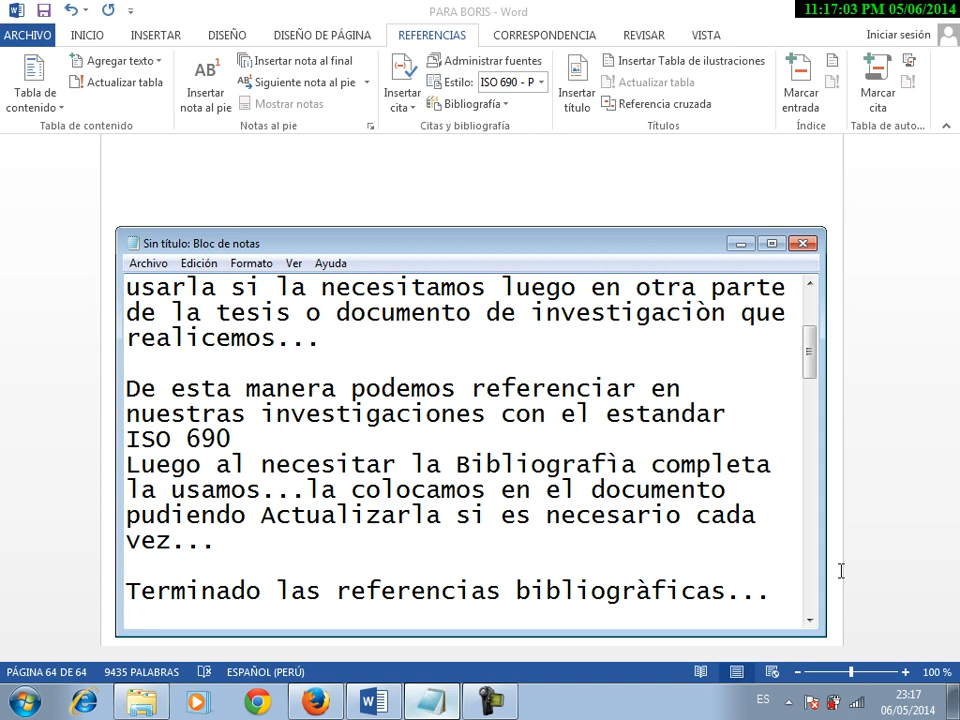 11:17:03 PM 05/06/2014
PARA BORIS - Word
ARCHIVO INICIO INSERTAR DISEÑO DISEÑO DE PÁGINA REFERENCIAS CORRESPONDENCIA REVISAR VISTA Iniciar sesión
Tabla de contenido
Agregar texto
Actualizar tabla
Tabla de contenido
AB1
Insertar nota al pie
Insertar nota al final
Siguiente nota al pie
Mostrar notas
Notas al pie
Insertar cita
Administrar fuentes
Estilo: ISO 690 - P
Bibliografía
Citas y bibliografía
Insertar título
Insertar Tabla de ilustraciones
Actualizar tabla
Referencia cruzada
Títulos
Marcar entrada
Índice
Marcar cita
Tabla de auto...
Sin título: Bloc de notas
Archivo Edición Formato Ver Ayuda
usarla si la necesitamos luego en otra parte
de la tesis o documento de investigaciòn que
realicemos...
De esta manera podemos referenciar en
nuestras investigaciones con el estandar
ISO 690
Luego al necesitar la Bibliografìa completa
la usamos...la colocamos en el documento
pudiendo Actualizarla si es necesario cada
vez...
Terminado las referencias bibliogràficas...
PÁGINA 64 DE 64 9435 PALABRAS ESPAÑOL (PERÚ) 100 %
ES
23:17
06/05/2014